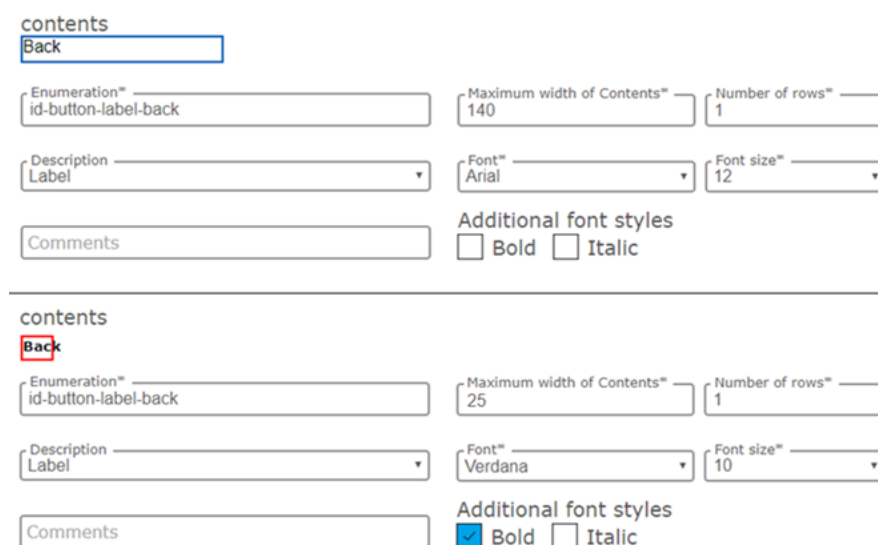 contents
Back
Enumeration* Maximum width of Contents* Number of rows*
id-button-label-back 140 1
Description Font* Font size*
Label Arial 12
Additional font styles
Comments Bold Italic
contents
Back
Enumeration* Maximum width of Contents* Number of rows*
id-button-label-back 25 1
Description Font* Font size*
Label Verdana 10
Additional font styles
Comments Bold Italic